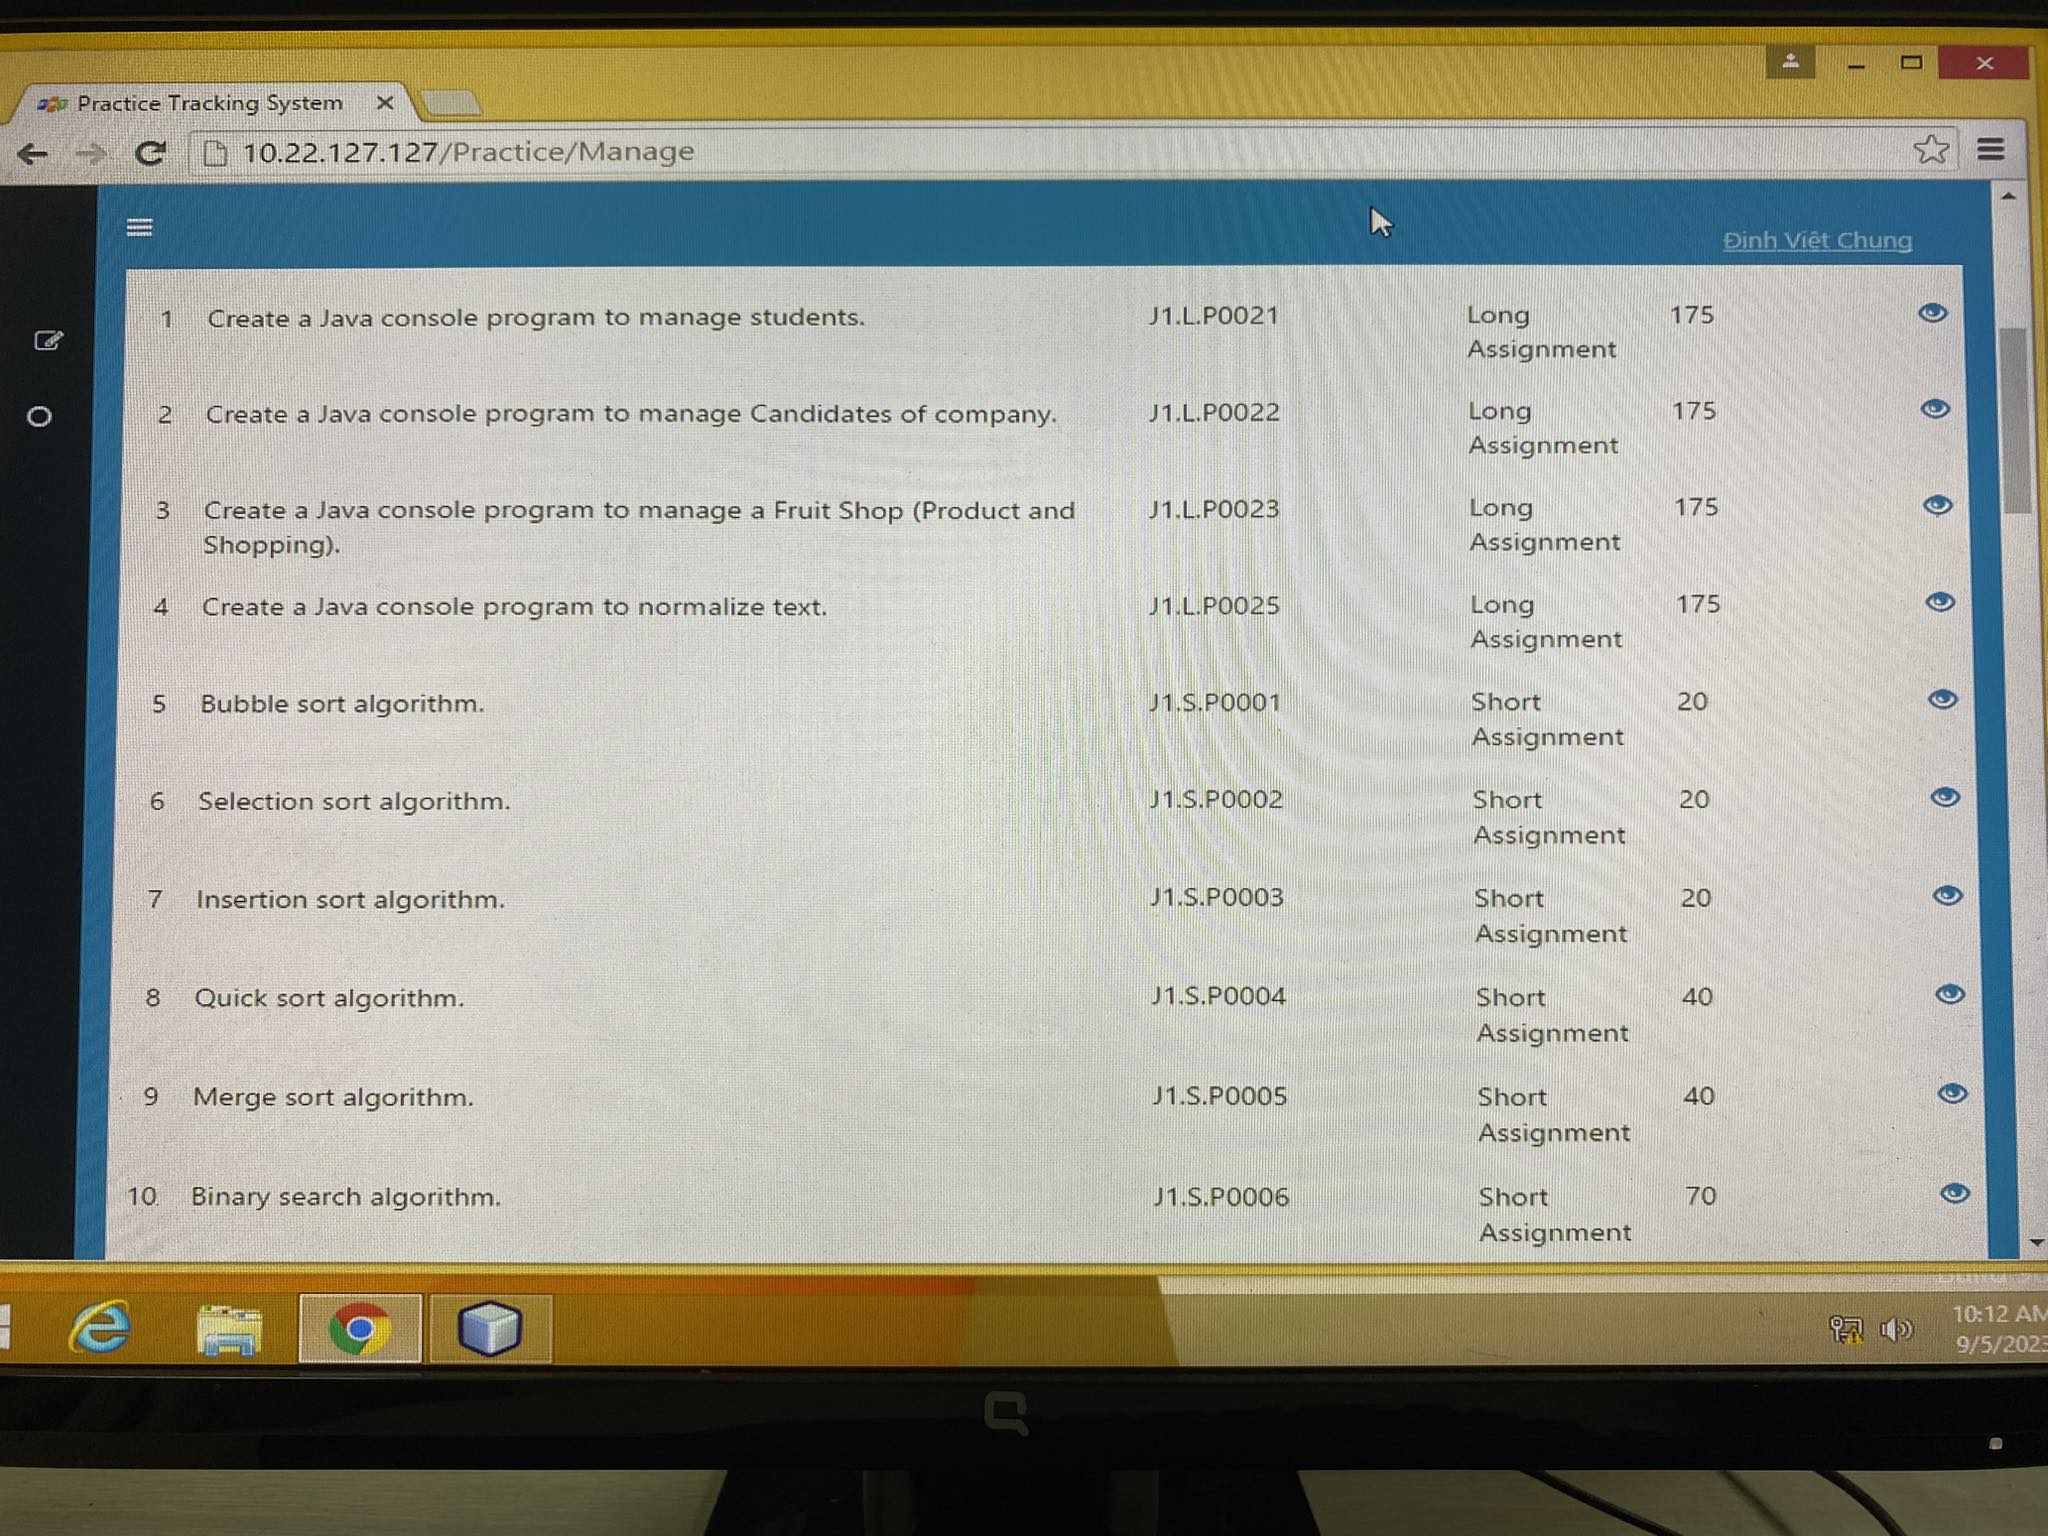 Practice Tracking System
10.22.127.127/Practice/Manage
Đinh Việt Chung
1 Create a Java console program to manage students. J1.L.P0021 Long 175
Assignment
2 Create a Java console program to manage Candidates of company. J1.L.P0022 Long 175
Assignment
3 Create a Java console program to manage a Fruit Shop (Product and J1.L.P0023 Long 175
Shopping). Assignment
4 Create a Java console program to normalize text. J1.L.P0025 Long 175
Assignment
5 Bubble sort algorithm. J1.S.P0001 Short 20
Assignment
6 Selection sort algorithm. J1.S.P0002 Short 20
Assignment
7 Insertion sort algorithm. J1.S.P0003 Short 20
Assignment
8 Quick sort algorithm. J1.S.P0004 Short 40
Assignment
9 Merge sort algorithm. J1.S.P0005 Short 40
Assignment
10 Binary search algorithm. J1.S.P0006 Short 70
Assignment
10:12 AM
9/5/2023